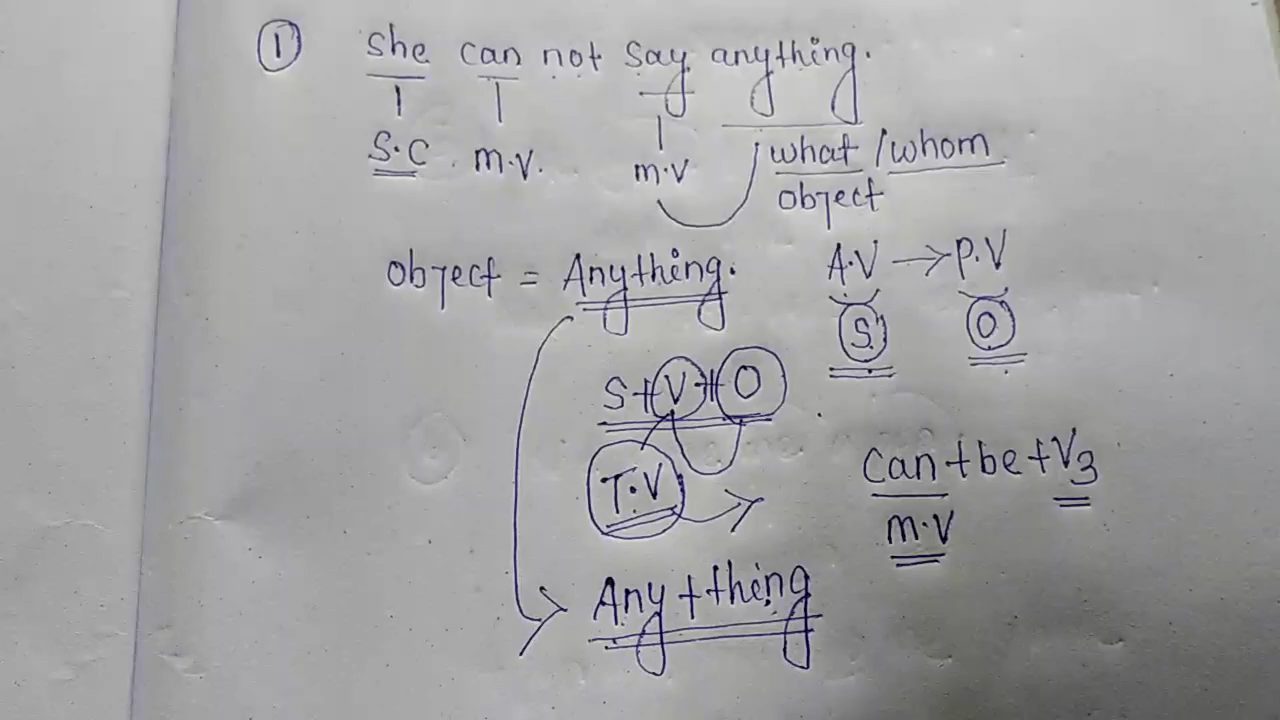 ① She can not say anything.
S.C m.v. m.v what / whom
object
object = Anything. A.V → P.V
S O
S+V+O
T.V
can+be+V3
m.v
Any+thing